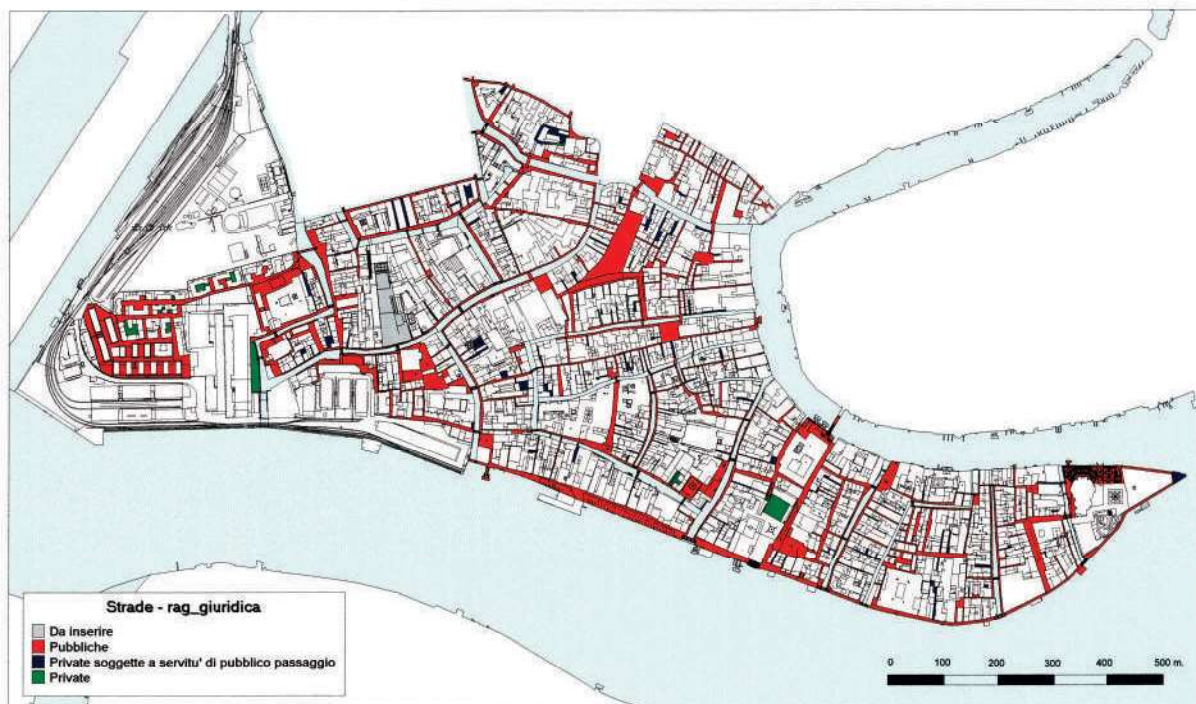 Strade - rag_giuridica
Da inserire
Pubbliche
Private soggette a servitu' di pubblico passaggio
Private
0 100 200 300 400 500 m.